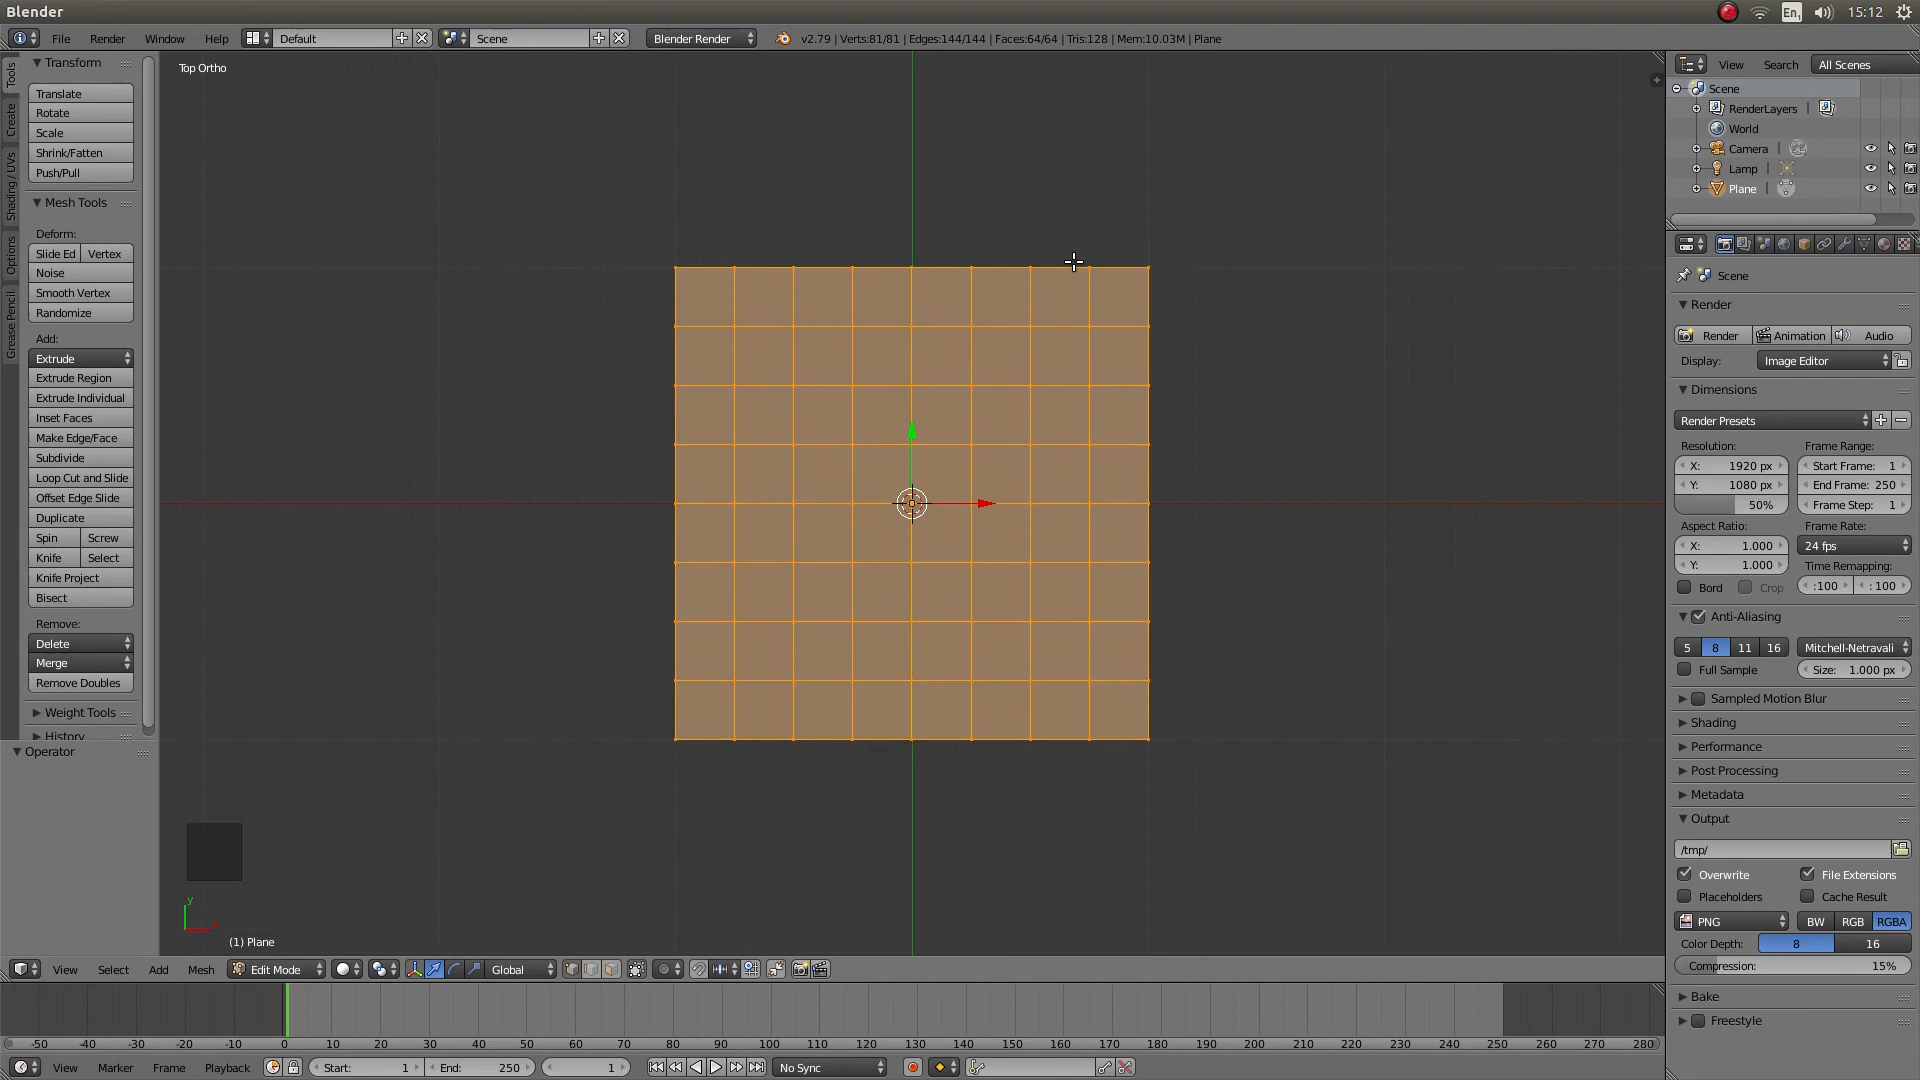 Blender
En1
15:12
File Render Window Help Default Scene Blender Render v2.79 | Verts:81/81 | Edges:144/144 | Faces:64/64 | Tris:128 | Mem:10.03M | Plane
Tools
Create
Shading / UVs
Options
Grease Pencil
Transform
Translate
Rotate
Scale
Shrink/Fatten
Push/Pull
Mesh Tools
Deform:
Slide Ed Vertex
Noise
Smooth Vertex
Randomize
Add:
Extrude
Extrude Region
Extrude Individual
Inset Faces
Make Edge/Face
Subdivide
Loop Cut and Slide
Offset Edge Slide
Duplicate
Spin Screw
Knife Select
Knife Project
Bisect
Remove:
Delete
Merge
Remove Doubles
Weight Tools
History
Operator
Top Ortho
y
x
(1) Plane
View Select Add Mesh Edit Mode Global
-50 -40 -30 -20 -10 0 10 20 30 40 50 60 70 80 90 100 110 120 130 140 150 160 170 180 190 200 210 220 230 240 250 260 270 280
View Marker Frame Playback Start: 1 End: 250 1 No Sync
View Search All Scenes
Scene
RenderLayers |
World
Camera |
Lamp |
Plane |
Scene
Render
Render Animation Audio
Display: Image Editor
Dimensions
Render Presets
Resolution: Frame Range:
X: 1920 px Start Frame: 1
Y: 1080 px End Frame: 250
50% Frame Step: 1
Aspect Ratio: Frame Rate:
X: 1.000 24 fps
Y: 1.000 Time Remapping:
Bord Crop :100 : 100
Anti-Aliasing
5 8 11 16 Mitchell-Netravali
Full Sample Size: 1.000 px
Sampled Motion Blur
Shading
Performance
Post Processing
Metadata
Output
/tmp/
Overwrite File Extensions
Placeholders Cache Result
PNG BW RGB RGBA
Color Depth: 8 16
Compression: 15%
Bake
Freestyle